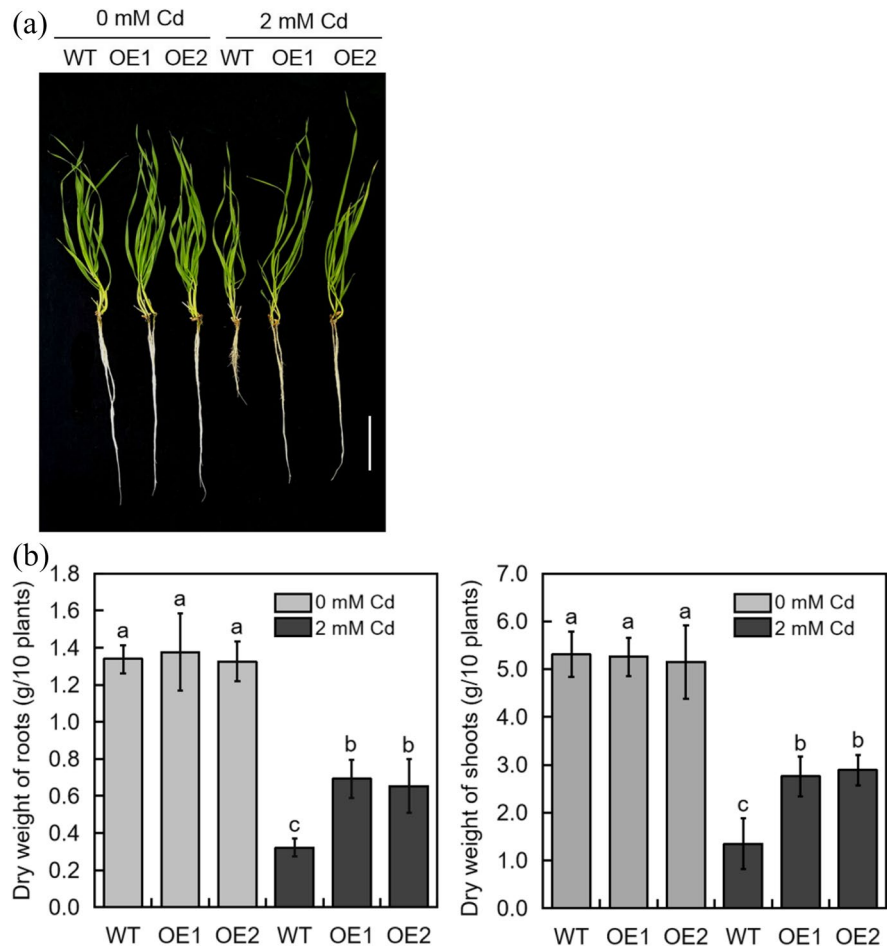 (a)
0 mM Cd 2 mM Cd
WT OE1 OE2 WT OE1 OE2
(b)
Dry weight of roots (g/10 plants)
1.8
1.6
1.4
1.2
1.0
0.8
0.6
0.4
0.2
0.0
0 mM Cd
2 mM Cd
a a a c b b
WT OE1 OE2 WT OE1 OE2
Dry weight of shoots (g/10 plants)
7.0
6.0
5.0
4.0
3.0
2.0
1.0
0.0
0 mM Cd
2 mM Cd
a a a c b b
WT OE1 OE2 WT OE1 OE2